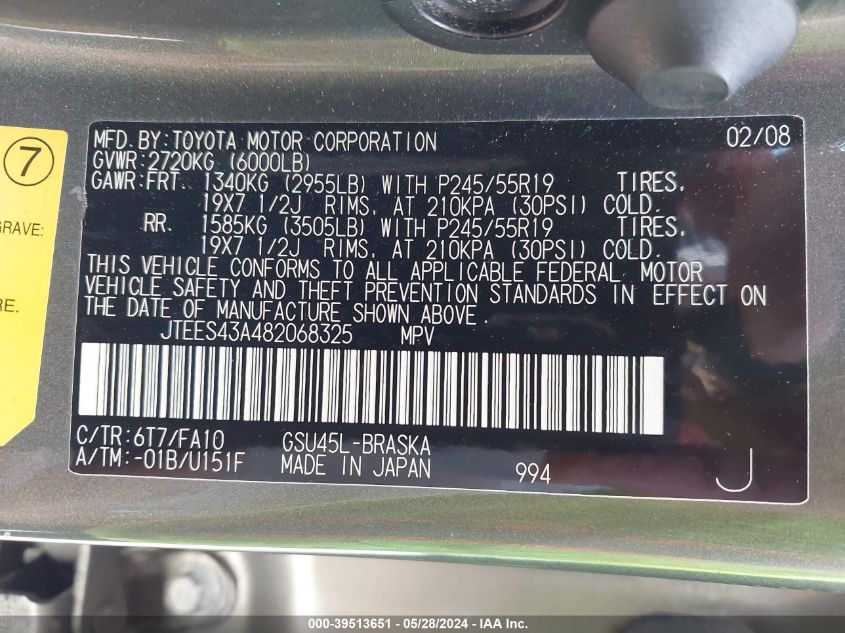 7
GRAVE:
RE.
MFD. BY: TOYOTA MOTOR CORPORATION 02/08
GVWR: 2720KG (6000LB)
GAWR: FRT. 1340KG (2955LB) WITH P245/55R19 TIRES,
19X7 1/2J RIMS, AT 210KPA (30PSI) COLD.
RR. 1585KG (3505LB) WITH P245/55R19 TIRES,
19X7 1/2J RIMS, AT 210KPA (30PSI) COLD.
THIS VEHICLE CONFORMS TO ALL APPLICABLE FEDERAL MOTOR
VEHICLE SAFETY AND THEFT PREVENTION STANDARDS IN EFFECT ON
THE DATE OF MANUFACTURE SHOWN ABOVE.
JTEES43A482068325 MPV
C/TR: 6T7/FA10 GSU45L-BRASKA
A/TM: -01B/U151F MADE IN JAPAN 994 J
000-39513651 - 05/28/2024 - IAA Inc.